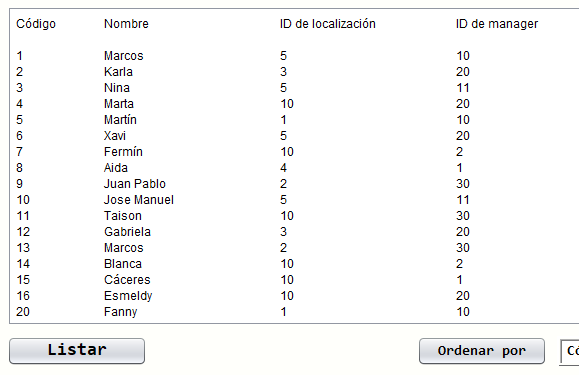 Código Nombre ID de localización ID de manager
1 Marcos 5 10
2 Karla 3 20
3 Nina 5 11
4 Marta 10 20
5 Martín 1 10
6 Xavi 5 20
7 Fermín 10 2
8 Aida 4 1
9 Juan Pablo 2 30
10 Jose Manuel 5 11
11 Taison 10 30
12 Gabriela 3 20
13 Marcos 2 30
14 Blanca 10 2
15 Cáceres 10 1
16 Esmeldy 10 20
20 Fanny 1 10
Listar Ordenar por